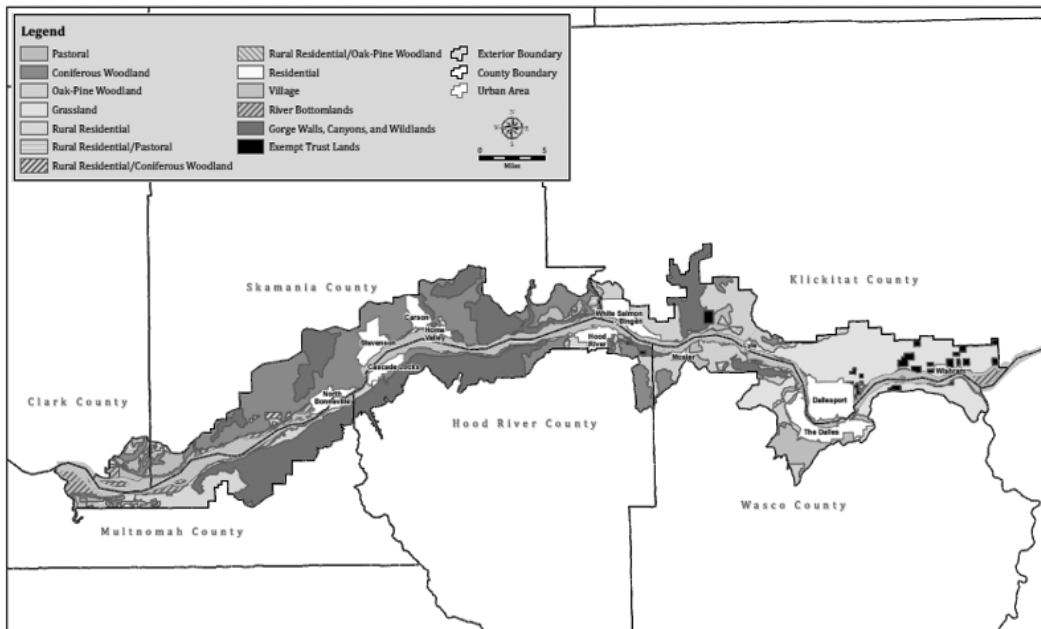 Legend
Pastoral
Coniferous Woodland
Oak-Pine Woodland
Grassland
Rural Residential
Rural Residential/Pastoral
Rural Residential/Coniferous Woodland
Rural Residential/Oak-Pine Woodland
Residential
Village
River Bottomlands
Gorge Walls, Canyons, and Wildlands
Exempt Trust Lands
Exterior Boundary
County Boundary
Urban Area
N
W
E
S
0
5
Miles
Skamania County
Klickitat County
Carson
Home
Valley
Stevenson
Cascade Locks
White Salmon
Bingen
Hood
River
Mosier
Lyle
Wishram
North
Bonneville
Dallesport
The Dalles
Clark County
Hood River County
Wasco County
Multnomah County